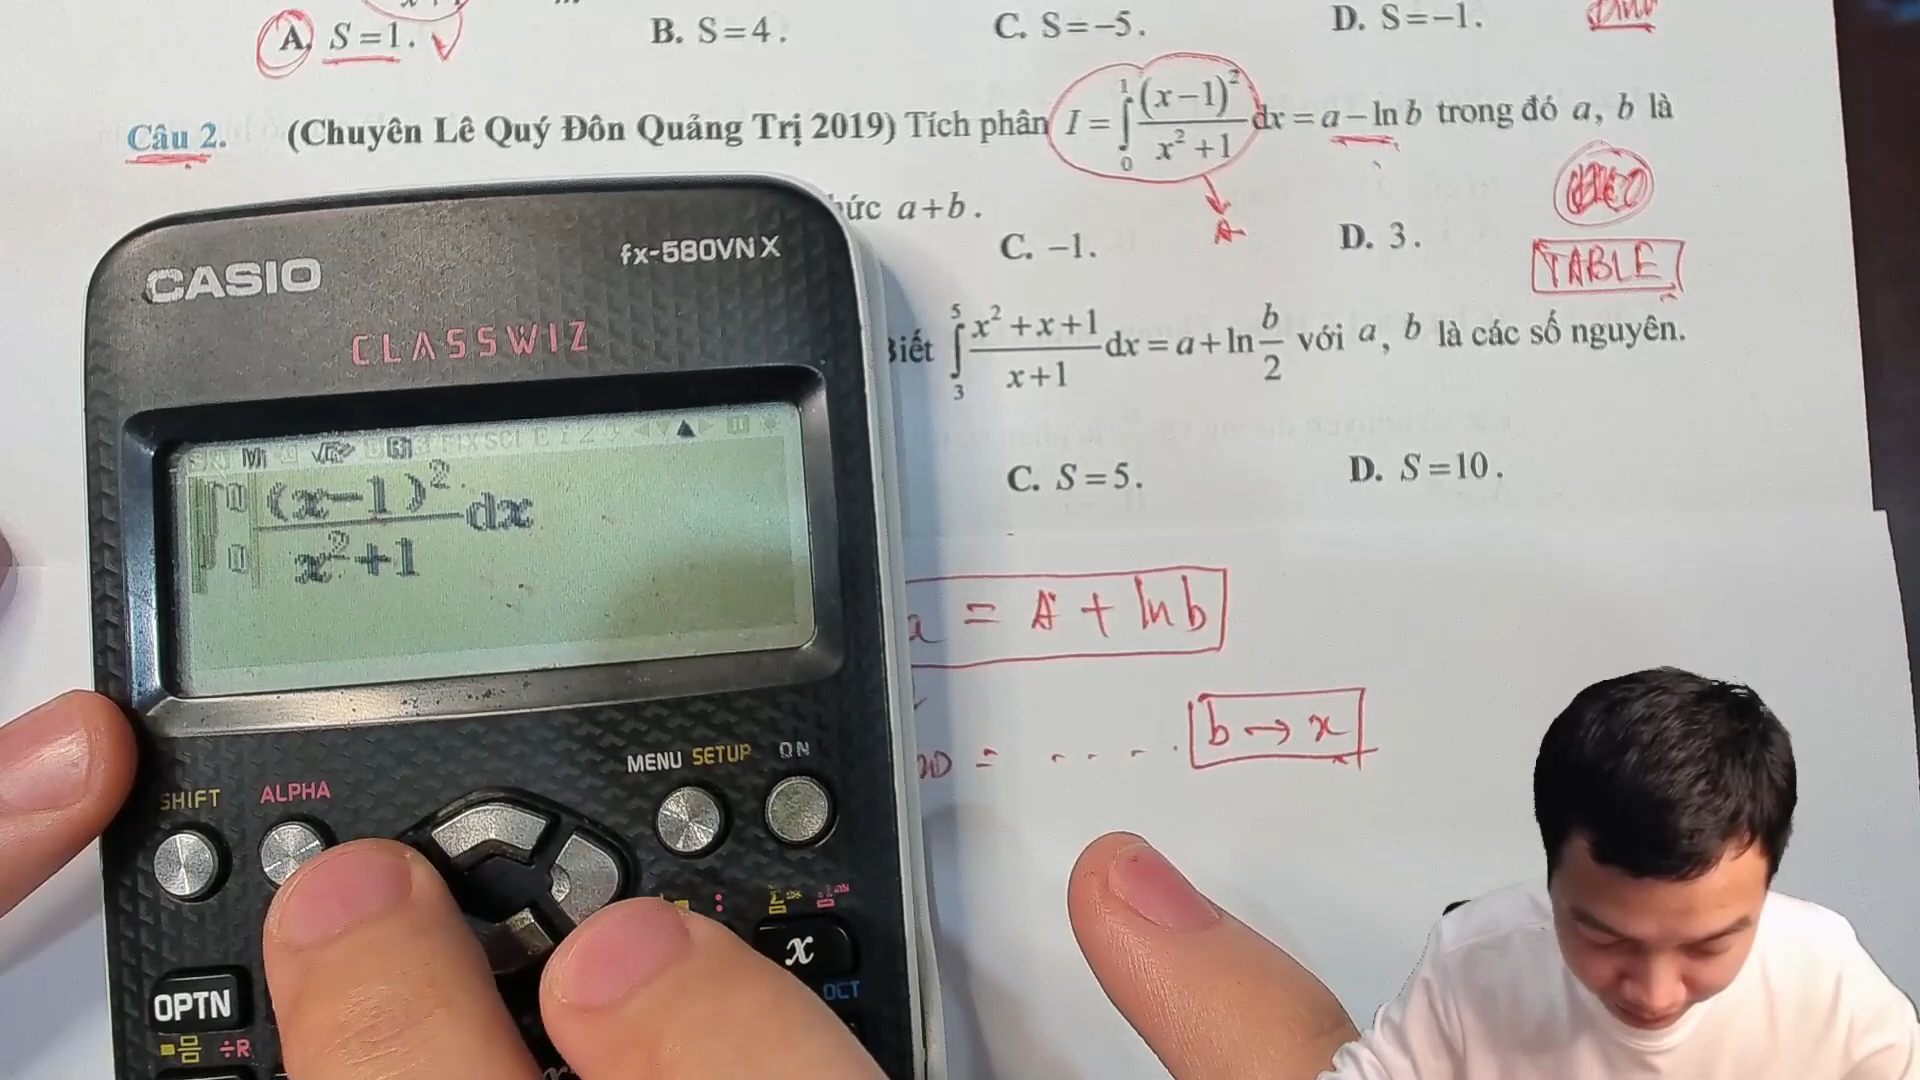 A. S=1.
B. S=4.
C. S=-5.
D. S=-1.
Câu 2. (Chuyên Lê Quý Đôn Quảng Trị 2019) Tích phân I = ∫₀¹ (x-1)²/(x²+1) dx = a - ln b trong đó a, b là
a+b.
C. -1.
D. 3.
A
TABLE
∫₃⁵ (x²+x+1)/(x+1) dx = a + ln b/2 với a, b là các số nguyên.
C. S=5.
D. S=10.
a = A + ln b
= .... b → x
CASIO
fx-580VN X
CLASSWIZ
(x-1)²/(x²+1) dx
MENU SETUP ON
SHIFT ALPHA
x
OPTN
÷R
OCT